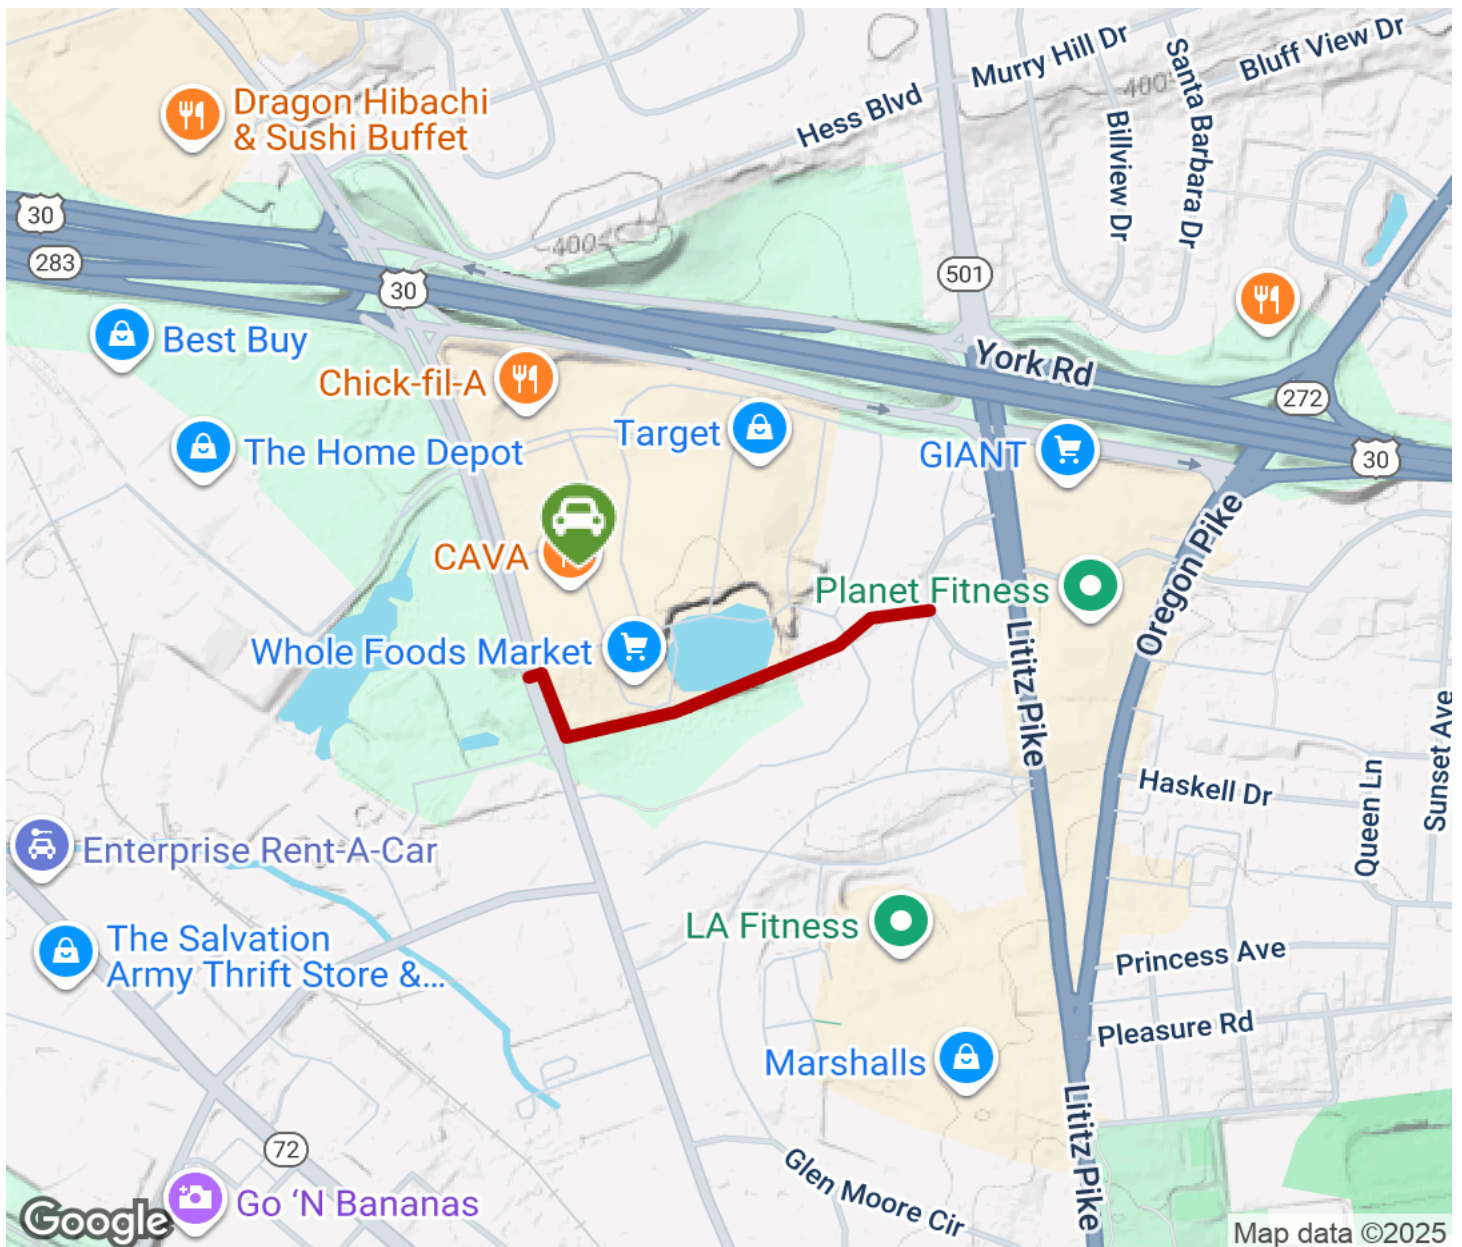 Murry Hill Dr
Santa Barbara Dr
Bluff View Dr
Dragon Hibachi
& Sushi Buffet
Hess Blvd
400
Billview Dr
30
283
400
501
30
Best Buy
York Rd
Chick-fil-A
272
Target
GIANT
The Home Depot
30
CAVA
Oregon Pike
Planet Fitness
Whole Foods Market
Lititz Pike
Haskell Dr
Queen Ln
Sunset Ave
Enterprise Rent-A-Car
LA Fitness
The Salvation
Army Thrift Store &...
Princess Ave
Pleasure Rd
Marshalls
Lititz Pike
72
Glen Moore Cir
Go ‘N Bananas
Google
Map data ©2025